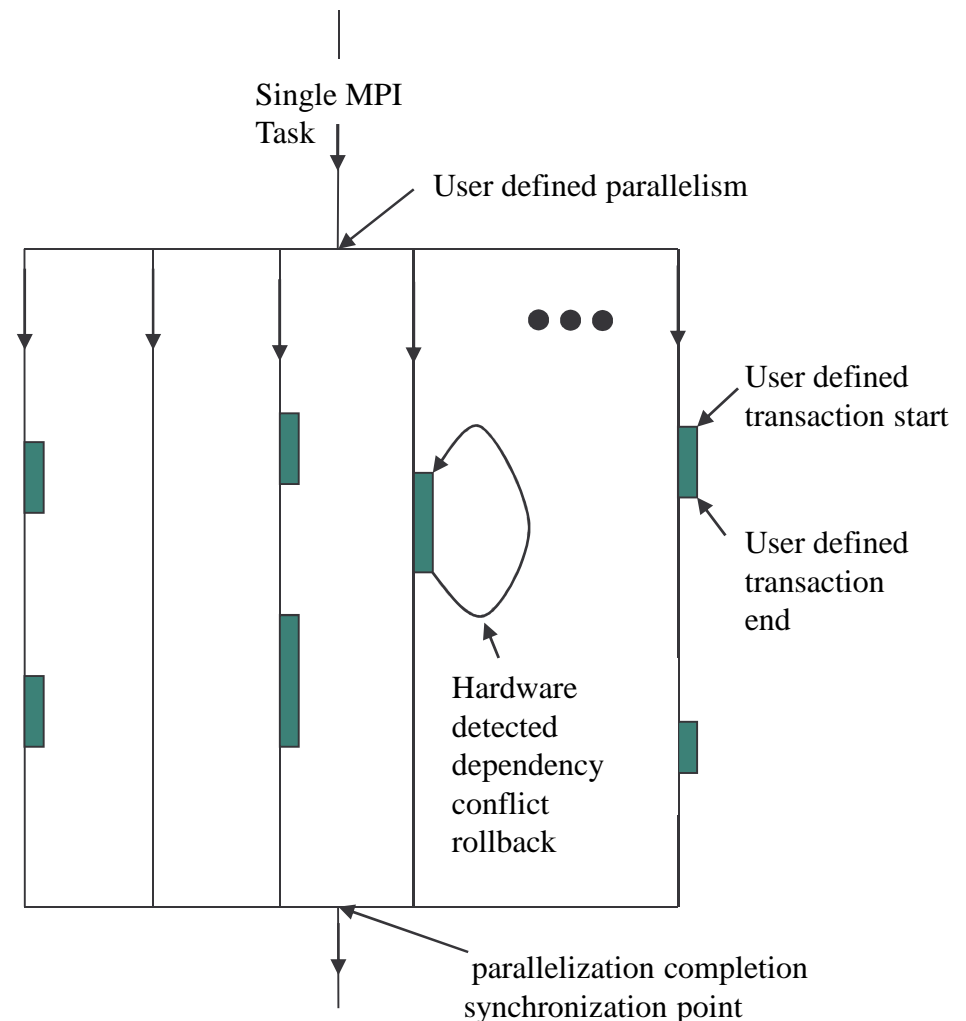 Single MPI
Task
User defined parallelism
User defined
transaction start
User defined
transaction
end
Hardware
detected
dependency
conflict
rollback
parallelization completion
synchronization point